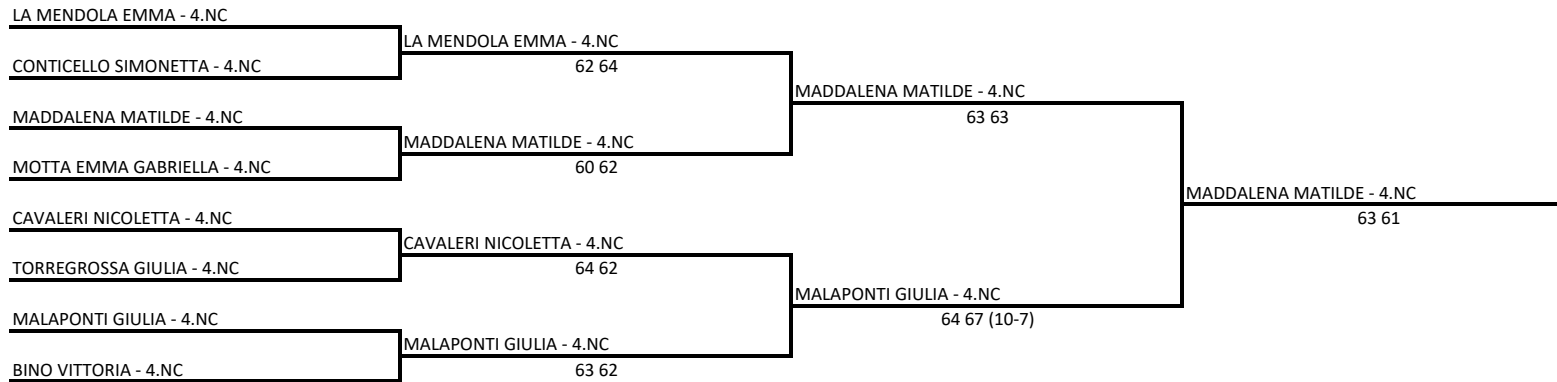 LA MENDOLA EMMA - 4.NC
LA MENDOLA EMMA - 4.NC
CONTICELLO SIMONETTA - 4.NC
62 64
MADDALENA MATILDE - 4.NC
MADDALENA MATILDE - 4.NC
63 63
MADDALENA MATILDE - 4.NC
MOTTA EMMA GABRIELLA - 4.NC
60 62
MADDALENA MATILDE - 4.NC
CAVALERI NICOLETTA - 4.NC
63 61
CAVALERI NICOLETTA - 4.NC
TORREGROSSA GIULIA - 4.NC
64 62
MALAPONTI GIULIA - 4.NC
MALAPONTI GIULIA - 4.NC
64 67 (10-7)
MALAPONTI GIULIA - 4.NC
BINO VITTORIA - 4.NC
63 62